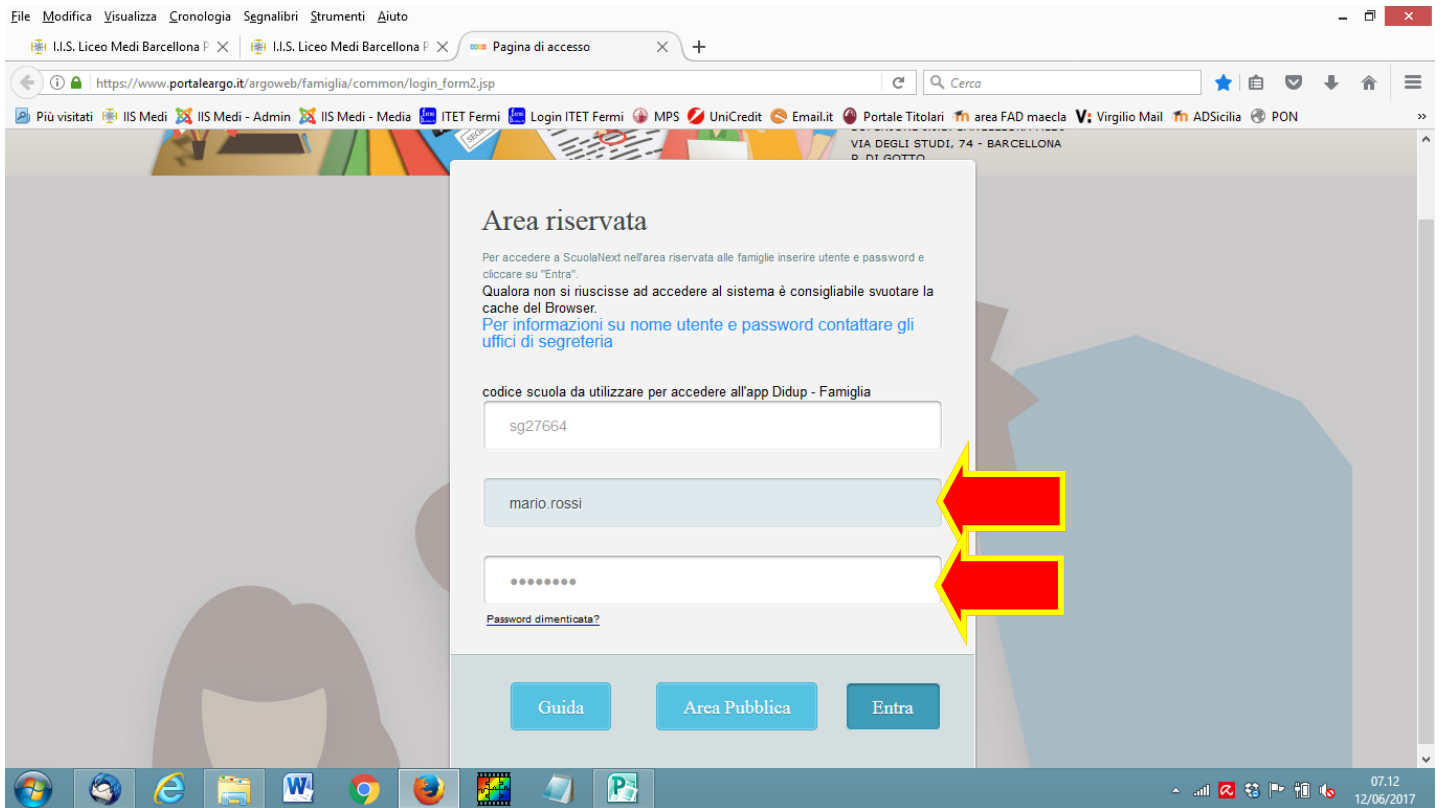 File Modifica Visualizza Cronologia Segnalibri Strumenti Aiuto
I.I.S. Liceo Medi Barcellona P
I.I.S. Liceo Medi Barcellona P
Pagina di accesso
https://www.portaleargo.it/argoweb/famiglia/common/login_form2.jsp
Cerca
Più visitati IIS Medi IIS Medi - Admin IIS Medi - Media ITET Fermi Login ITET Fermi MPS UniCredit Email.it Portale Titolari area FAD maecla Virgilio Mail ADSicilia PON »
VIA DEGLI STUDI, 74 - BARCELLONA
P. DI GOTTO
Area riservata
Per accedere a ScuolaNext nell'area riservata alle famiglie inserire utente e password e
cliccare su "Entra".
Qualora non si riuscisse ad accedere al sistema è consigliabile svuotare la
cache del Browser.
Per informazioni su nome utente e password contattare gli
uffici di segreteria
codice scuola da utilizzare per accedere all'app Didup - Famiglia
sg27664
mario.rossi
••••••••
Password dimenticata?
Guida
Area Pubblica
Entra
07.12
12/06/2017